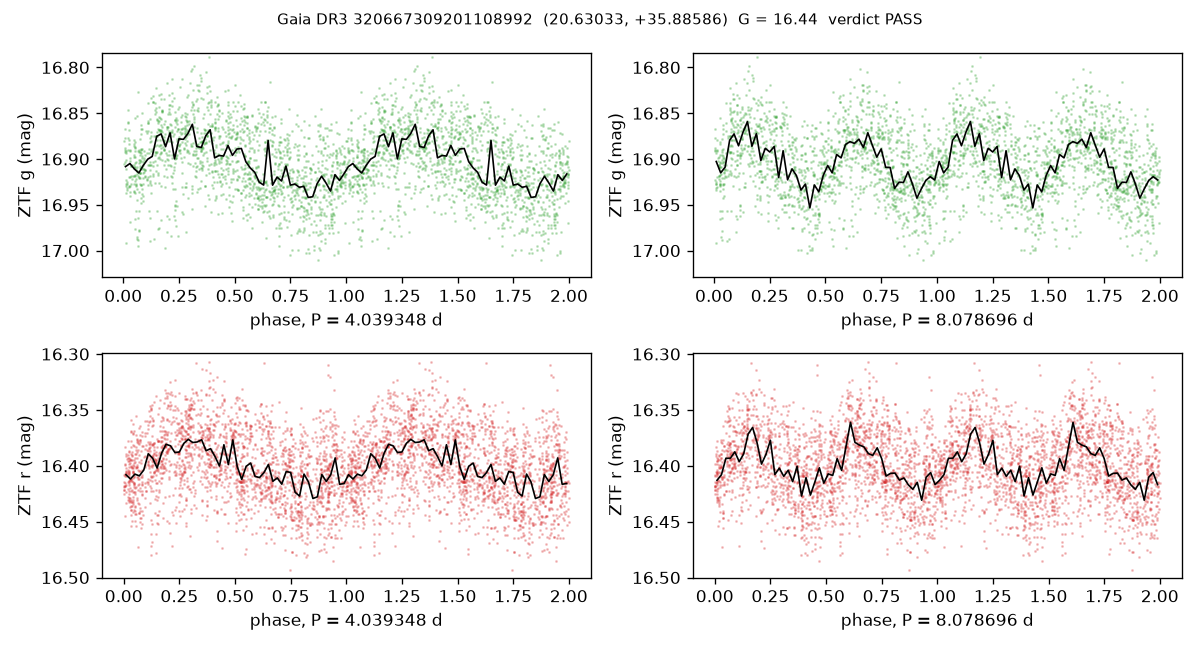 Gaia DR3 320667309201108992 (20.63033, +35.88586) G = 16.44 verdict PASS
ZTF g (mag)
16.80
16.85
16.90
16.95
17.00
0.00 0.25 0.50 0.75 1.00 1.25 1.50 1.75 2.00
phase, P = 4.039348 d
ZTF g (mag)
16.80
16.85
16.90
16.95
17.00
0.00 0.25 0.50 0.75 1.00 1.25 1.50 1.75 2.00
phase, P = 8.078696 d
ZTF r (mag)
16.30
16.35
16.40
16.45
16.50
0.00 0.25 0.50 0.75 1.00 1.25 1.50 1.75 2.00
phase, P = 4.039348 d
ZTF r (mag)
16.30
16.35
16.40
16.45
16.50
0.00 0.25 0.50 0.75 1.00 1.25 1.50 1.75 2.00
phase, P = 8.078696 d